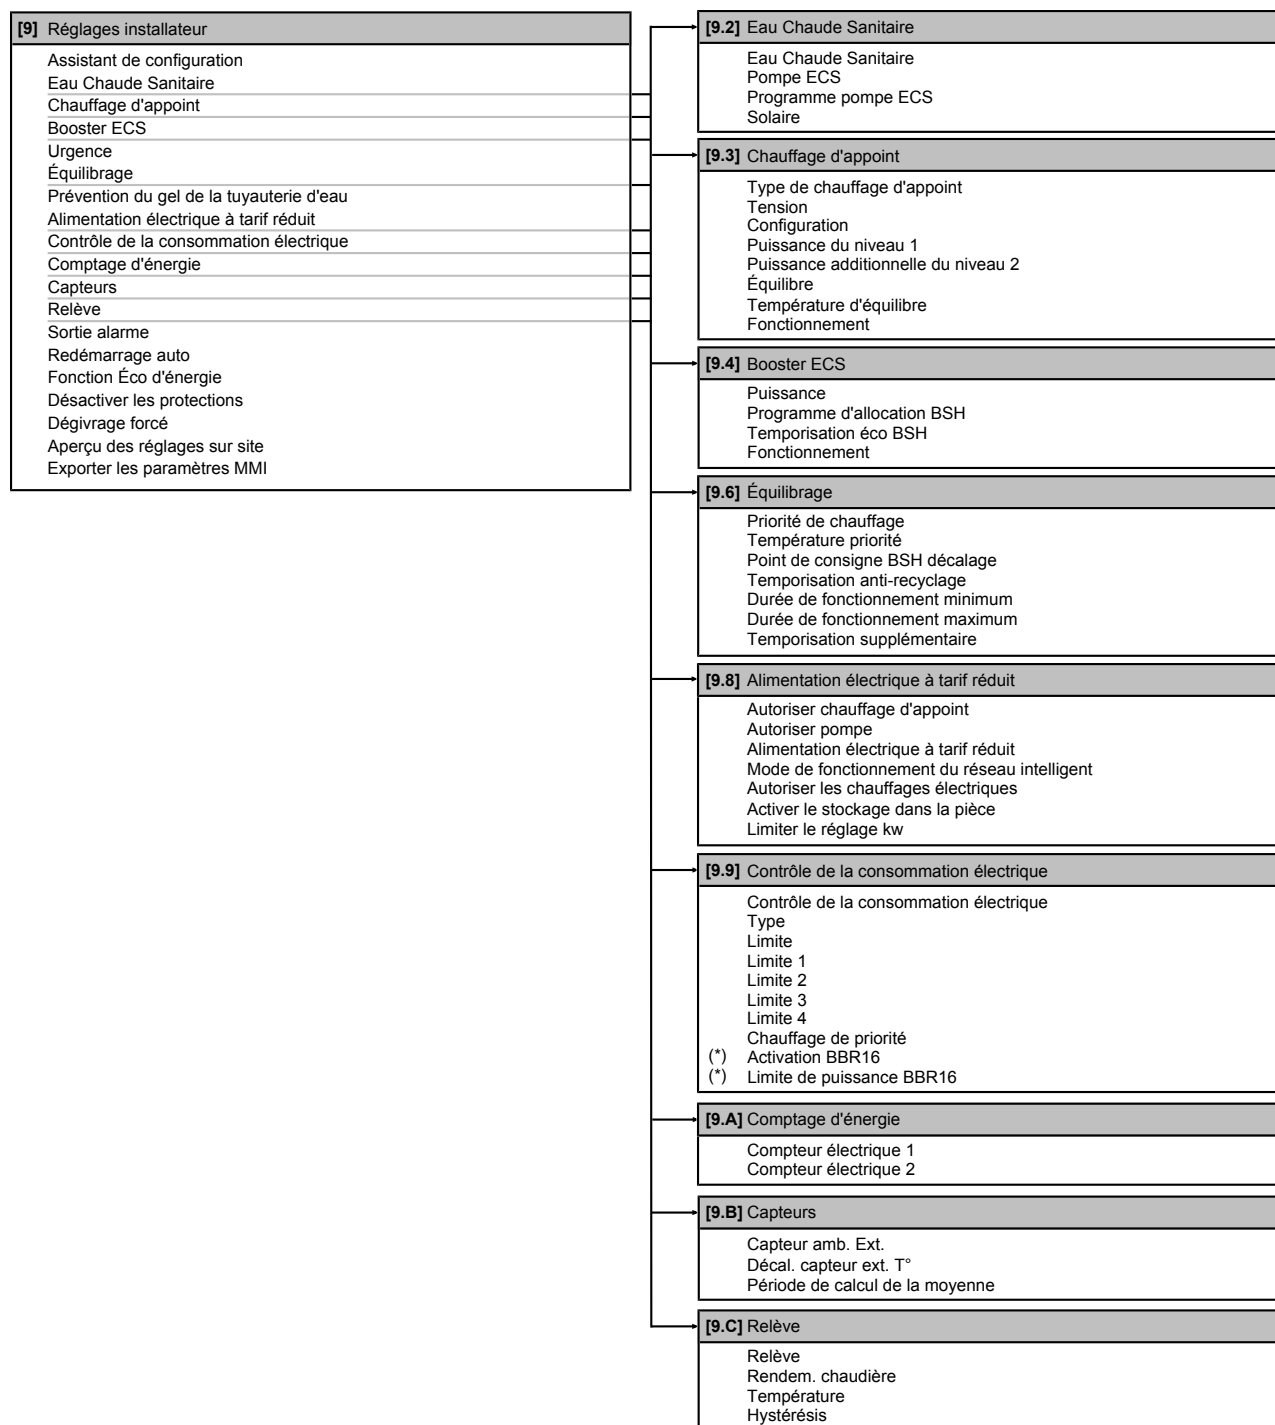 [9] Réglages installateur
Assistant de configuration
Eau Chaude Sanitaire
Chauffage d'appoint
Booster ECS
Urgence
Équilibrage
Prévention du gel de la tuyauterie d'eau
Alimentation électrique à tarif réduit
Contrôle de la consommation électrique
Comptage d'énergie
Capteurs
Relève
Sortie alarme
Redémarrage auto
Fonction Éco d'énergie
Désactiver les protections
Dégivrage forcé
Aperçu des réglages sur site
Exporter les paramètres MMI
[9.2] Eau Chaude Sanitaire
Eau Chaude Sanitaire
Pompe ECS
Programme pompe ECS
Solaire
[9.3] Chauffage d'appoint
Type de chauffage d'appoint
Tension
Configuration
Puissance du niveau 1
Puissance additionnelle du niveau 2
Équilibre
Température d'équilibre
Fonctionnement
[9.4] Booster ECS
Puissance
Programme d'allocation BSH
Temporisation éco BSH
Fonctionnement
[9.6] Équilibrage
Priorité de chauffage
Température priorité
Point de consigne BSH décalage
Temporisation anti-recyclage
Durée de fonctionnement minimum
Durée de fonctionnement maximum
Temporisation supplémentaire
[9.8] Alimentation électrique à tarif réduit
Autoriser chauffage d'appoint
Autoriser pompe
Alimentation électrique à tarif réduit
Mode de fonctionnement du réseau intelligent
Autoriser les chauffages électriques
Activer le stockage dans la pièce
Limiter le réglage kw
[9.9] Contrôle de la consommation électrique
Contrôle de la consommation électrique
Type
Limite
Limite 1
Limite 2
Limite 3
Limite 4
Chauffage de priorité
(*) Activation BBR16
(*) Limite de puissance BBR16
[9.A] Comptage d'énergie
Compteur électrique 1
Compteur électrique 2
[9.B] Capteurs
Capteur amb. Ext.
Décal. capteur ext. T°
Période de calcul de la moyenne
[9.C] Relève
Relève
Rendem. chaudière
Température
Hystérésis